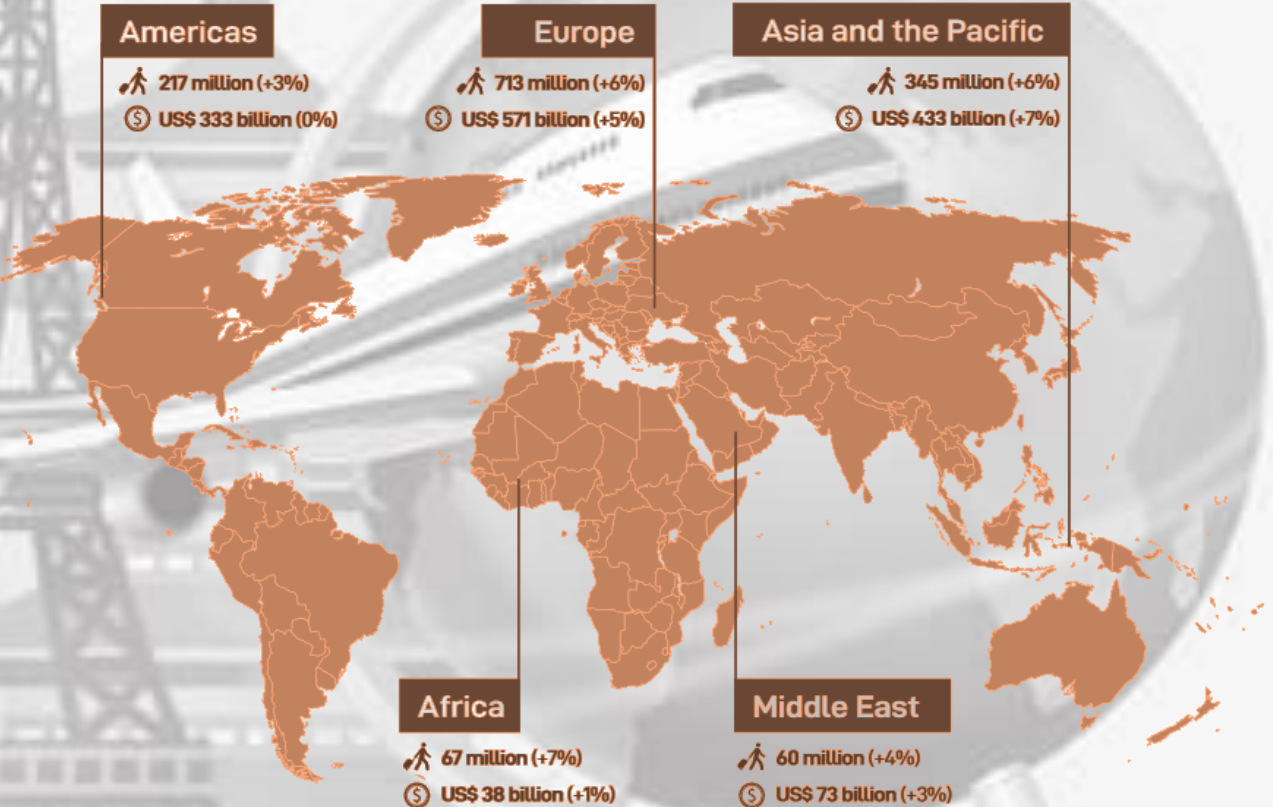 Americas
217 million (+3%)
US$ 333 billion (0%)
Europe
713 million (+6%)
US$ 571 billion (+5%)
Asia and the Pacific
345 million (+6%)
US$ 433 billion (+7%)
Africa
67 million (+7%)
US$ 38 billion (+1%)
Middle East
60 million (+4%)
US$ 73 billion (+3%)